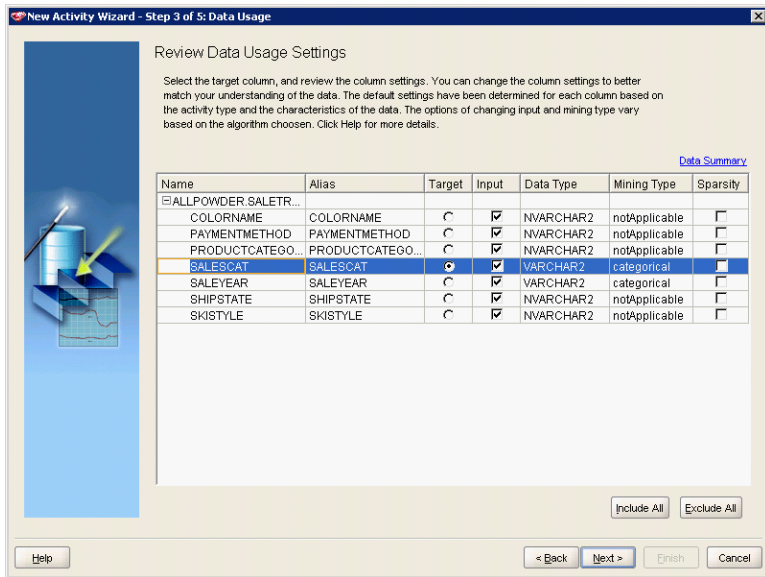 New Activity Wizard - Step 3 of 5: Data Usage
Review Data Usage Settings
Select the target column, and review the column settings. You can change the column settings to better
match your understanding of the data. The default settings have been determined for each column based on
the activity type and the characteristics of the data. The options of changing input and mining type vary
based on the algorithm choosen. Click Help for more details.
Data Summary
Name Alias Target Input Data Type Mining Type Sparsity
ALLPOWDER.SALETR...
COLORNAME COLORNAME NVARCHAR2 notApplicable
PAYMENTMETHOD PAYMENTMETHOD NVARCHAR2 notApplicable
PRODUCTCATEGO... PRODUCTCATEGO... NVARCHAR2 notApplicable
SALESCAT SALESCAT VARCHAR2 categorical
SALEYEAR SALEYEAR VARCHAR2 categorical
SHIPSTATE SHIPSTATE NVARCHAR2 notApplicable
SKISTYLE SKISTYLE NVARCHAR2 notApplicable
Include All Exclude All
Help < Back Next > Finish Cancel